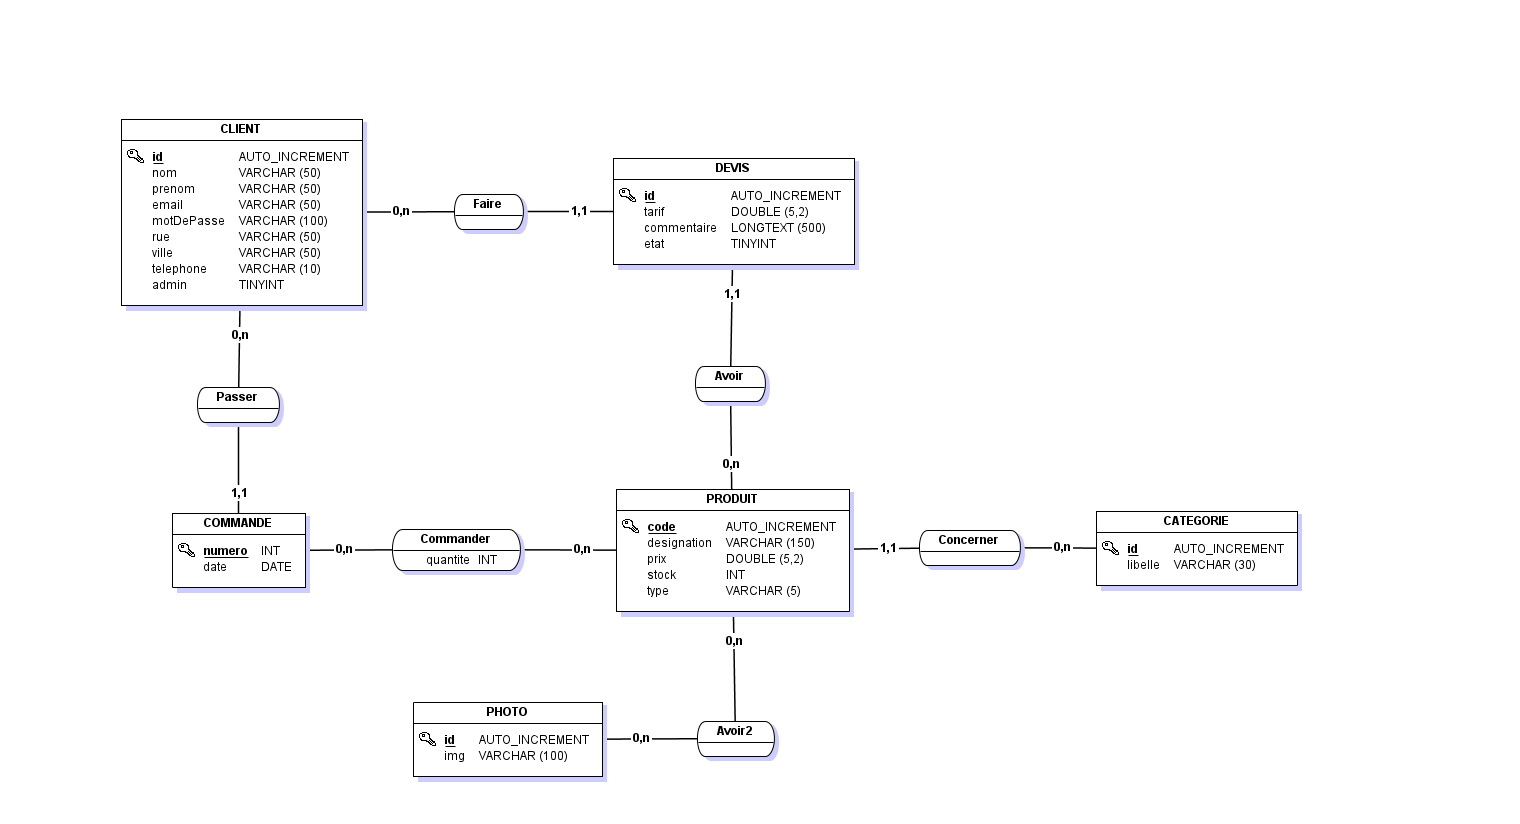 CLIENT
id AUTO_INCREMENT
nom VARCHAR (50)
prenom VARCHAR (50)
email VARCHAR (50)
motDePasse VARCHAR (100)
rue VARCHAR (50)
ville VARCHAR (50)
telephone VARCHAR (10)
admin TINYINT
0,n
Faire
1,1
DEVIS
id AUTO_INCREMENT
tarif DOUBLE (5,2)
commentaire LONGTEXT (500)
etat TINYINT
0,n
Passer
1,1
1,1
Avoir
0,n
COMMANDE
numero INT
date DATE
0,n
Commander
quantite INT
0,n
PRODUIT
code AUTO_INCREMENT
designation VARCHAR (150)
prix DOUBLE (5,2)
stock INT
type VARCHAR (5)
1,1
Concerner
0,n
CATEGORIE
id AUTO_INCREMENT
libelle VARCHAR (30)
0,n
PHOTO
id AUTO_INCREMENT
img VARCHAR (100)
0,n
Avoir2